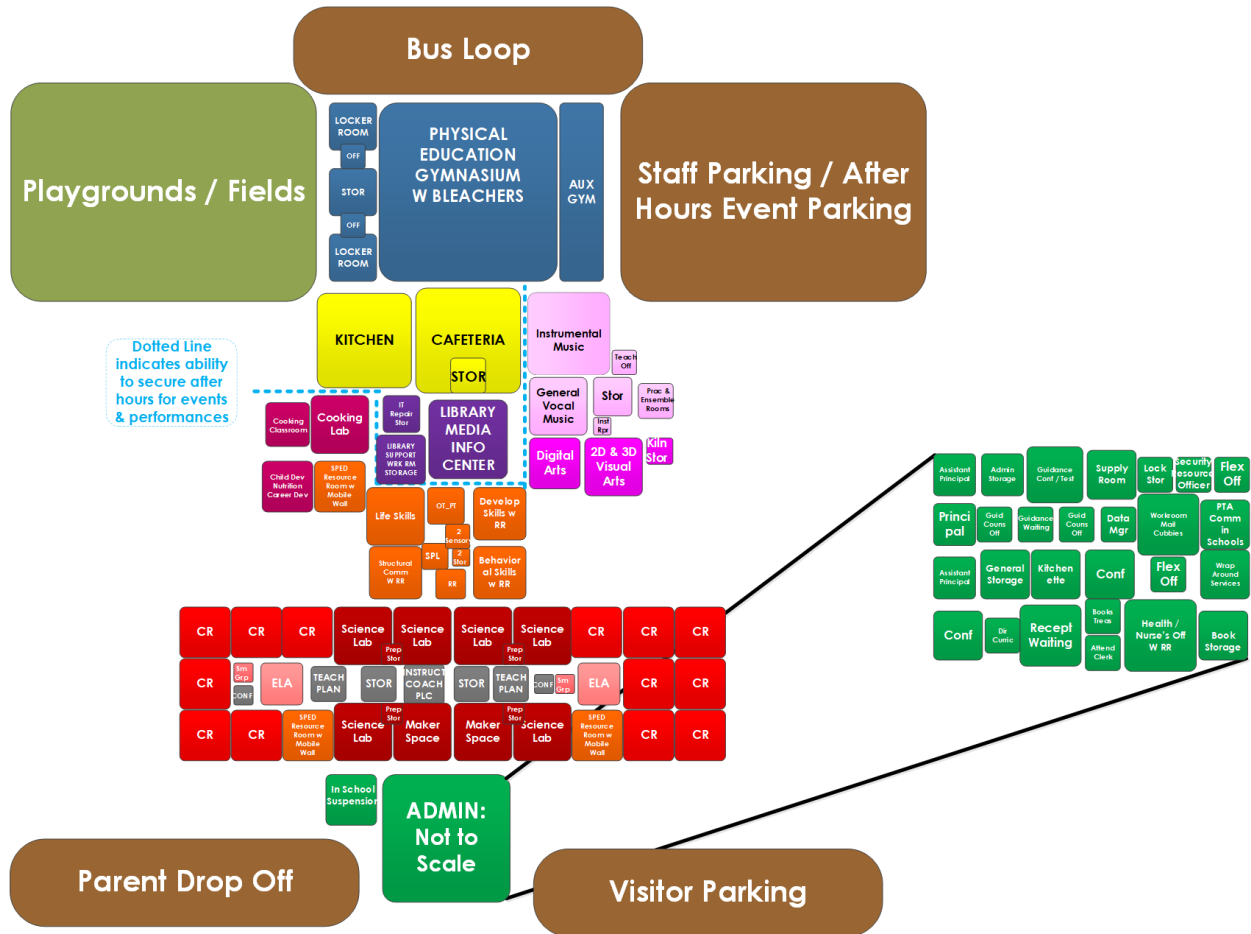 Bus Loop
Playgrounds / Fields
LOCKER
ROOM
OFF
STOR
OFF
LOCKER
ROOM
PHYSICAL
EDUCATION
GYMNASIUM
W BLEACHERS
AUX
GYM
Staff Parking / After
Hours Event Parking
Dotted Line
indicates ability
to secure after
hours for events
& performances
KITCHEN
CAFETERIA
STOR
Instrumental
Music
Teach
Off
General
Vocal
Music
Stor
Prac &
Ensemble
Rooms
Inst
Rpr
Cooking
Classroom
Cooking
Lab
IT
Repair
Stor
LIBRARY
MEDIA
INFO
CENTER
LIBRARY
SUPPORT
WRK RM
STORAGE
Digital
Arts
2D & 3D
Visual
Arts
Kiln
Stor
Child Dev
Nutrition
Career Dev
SPED
Resource
Room w
Mobile
Wall
Life Skills
OT_PT
Develop
Skills w
RR
2
Sensory
Structural
Comm
W RR
SPL
2
Stor
RR
Behavior
al Skills
w RR
CR
CR
CR
Science
Lab
Science
Lab
Prep
Stor
Science
Lab
Science
Lab
Prep
Stor
CR
CR
CR
CR
Sm
Grp
CONF
ELA
TEACH
PLAN
STOR
INSTRUCT
COACH
PLC
STOR
TEACH
PLAN
CONF
Sm
Grp
ELA
CR
CR
CR
CR
SPED
Resource
Room w
Mobile
Wall
Science
Lab
Prep
Stor
Maker
Space
Maker
Space
Prep
Stor
Science
Lab
SPED
Resource
Room w
Mobile
Wall
CR
CR
In School
Suspension
ADMIN:
Not to
Scale
Parent Drop Off
Visitor Parking
Assistant
Principal
Admin
Storage
Guidance
Conf / Test
Supply
Room
Lock
Stor
Security
Resource
Officer
Flex
Off
Princi
pal
Guid
Couns
Off
Guidance
Waiting
Guid
Couns
Off
Data
Mgr
Workroom
Mail
Cubbies
PTA
Comm
in
Schools
Assistant
Principal
General
Storage
Kitchen
ette
Conf
Flex
Off
Wrap
Around
Services
Conf
Dir
Curric
Recept
Waiting
Books
Treas
Attend
Clerk
Health /
Nurse's Off
W RR
Book
Storage